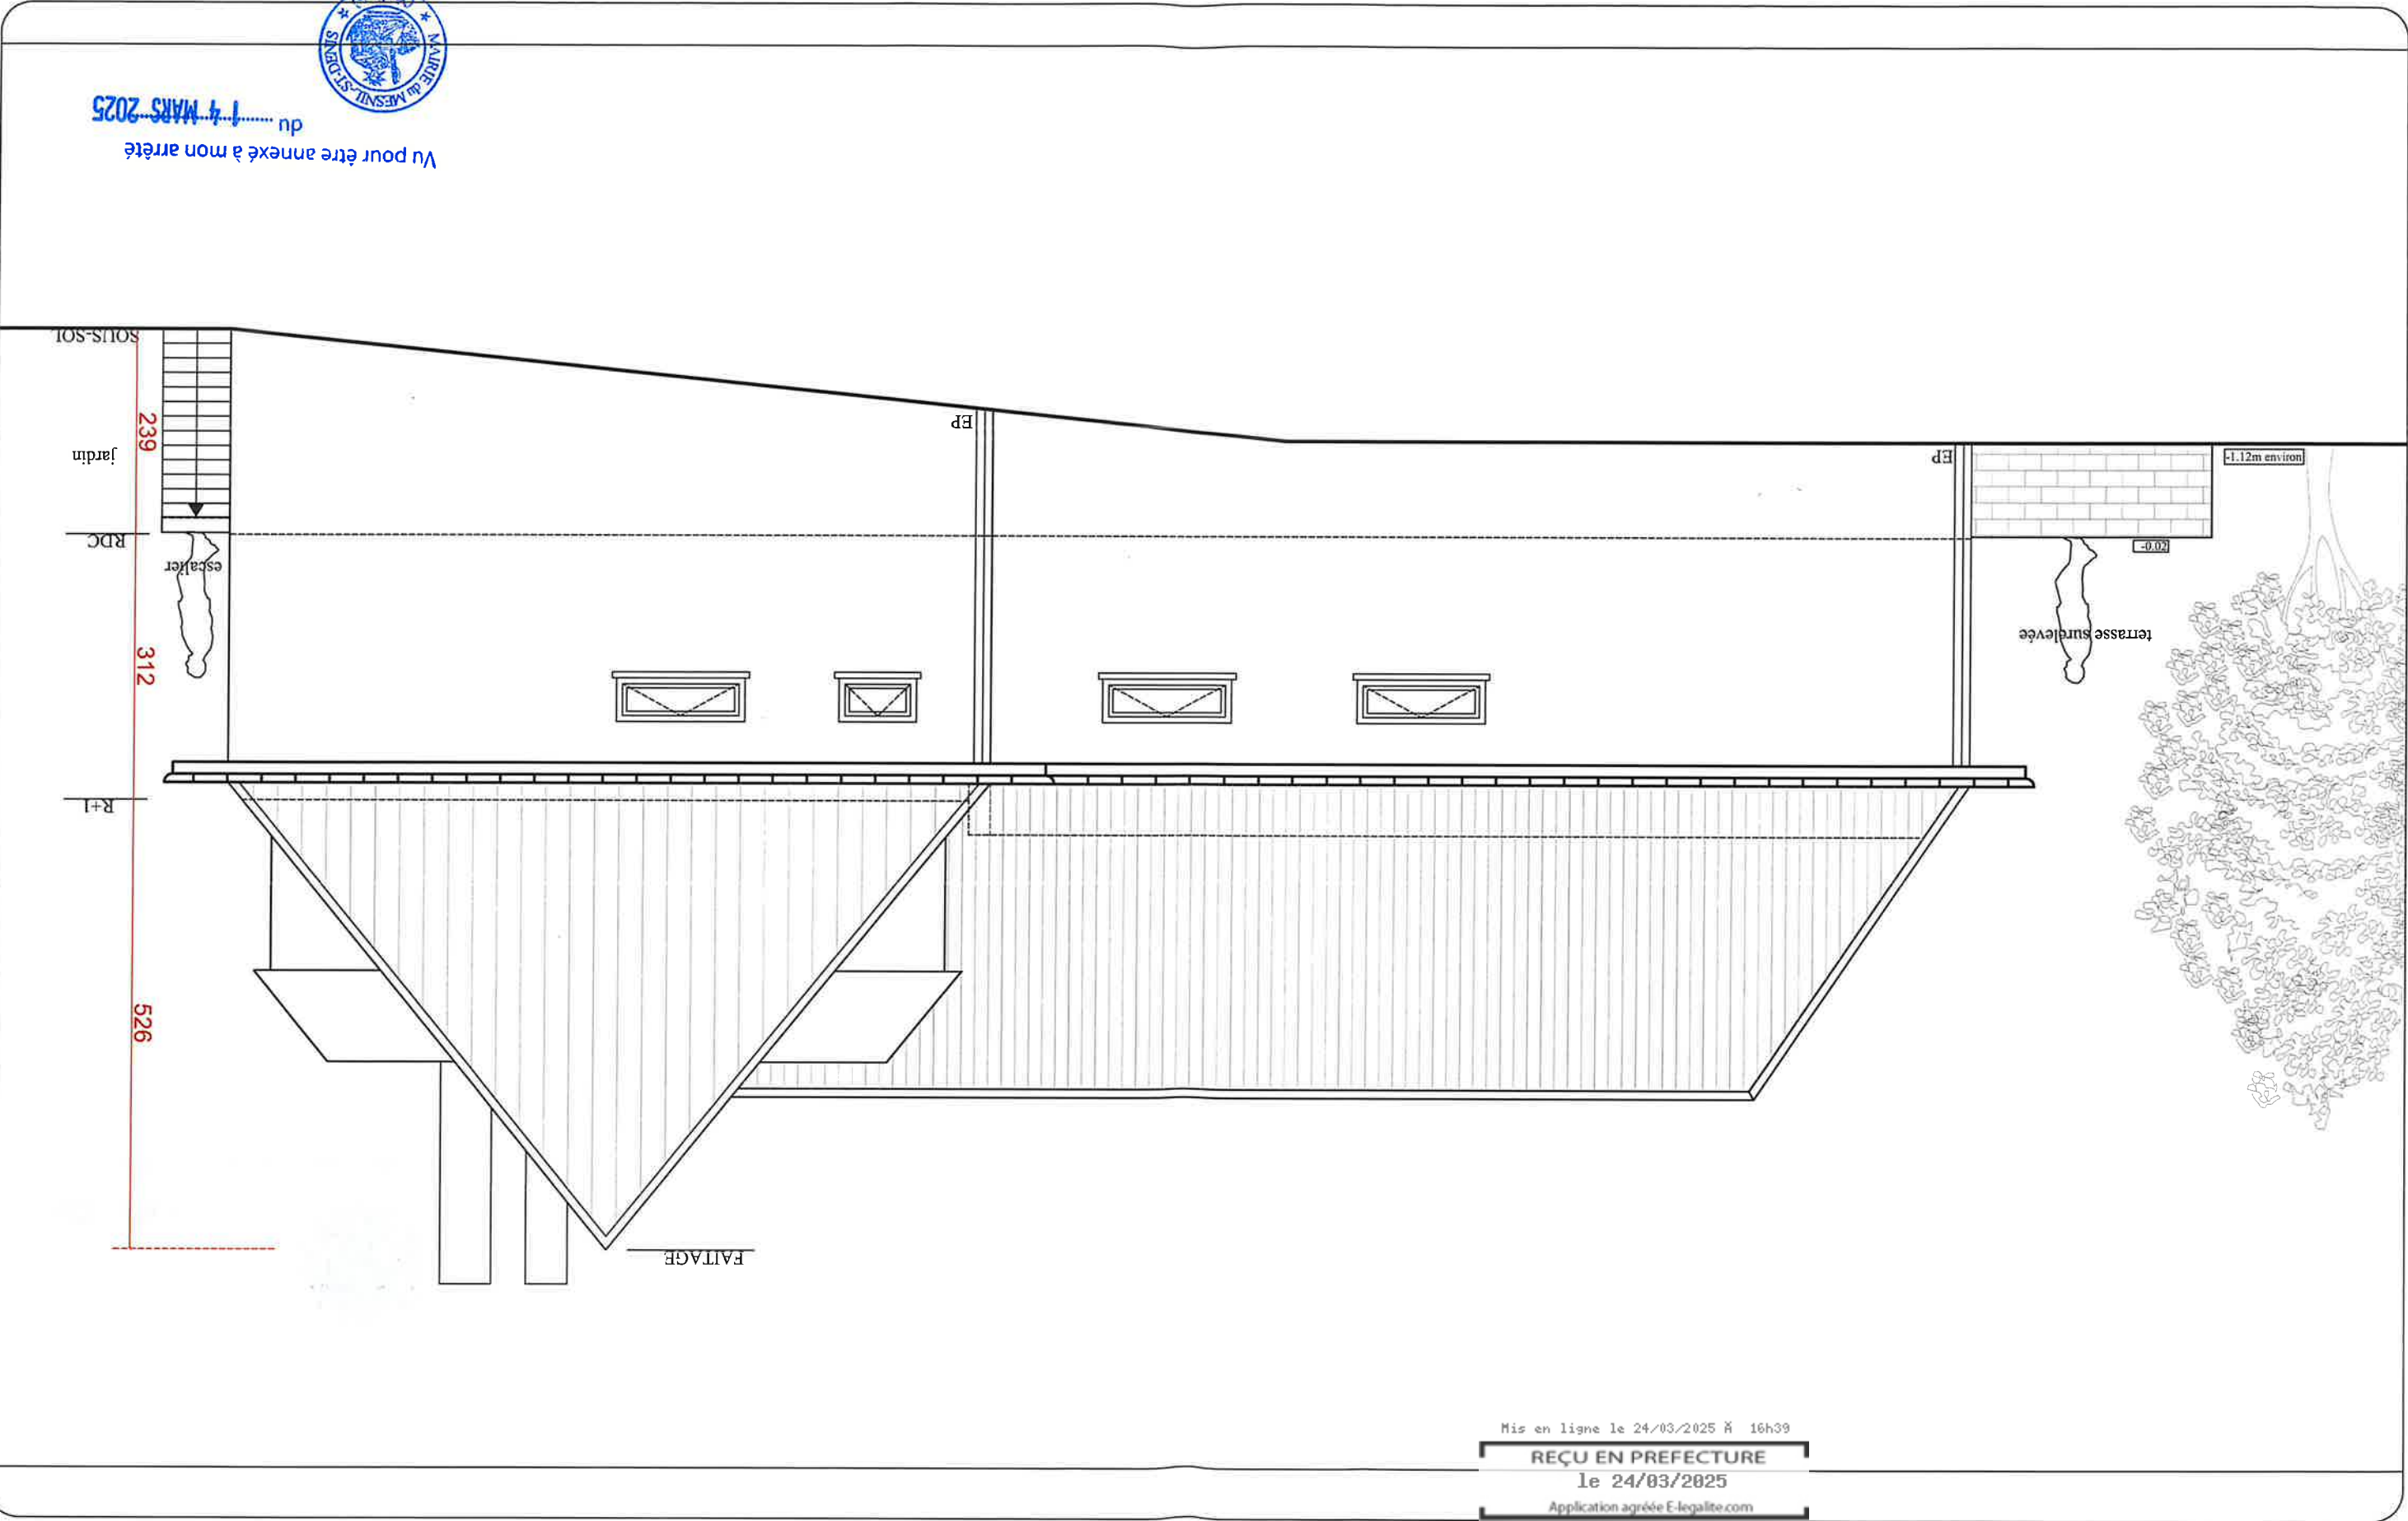 MAIRIE du MESNIL-ST-DENIS
Vu pour être annexé à mon arrêté
du ........ 14 MARS 2025
SOUS-SOL
239
jardin
EP
EP
-1.12m environ
RDC
escalier
-0.02
terrasse surélevée
312
R+1
526
FAITAGE
Mis en ligne le 24/03/2025 Ã 16h39
REÇU EN PREFECTURE
le 24/03/2025
Application agréée E-legalite.com